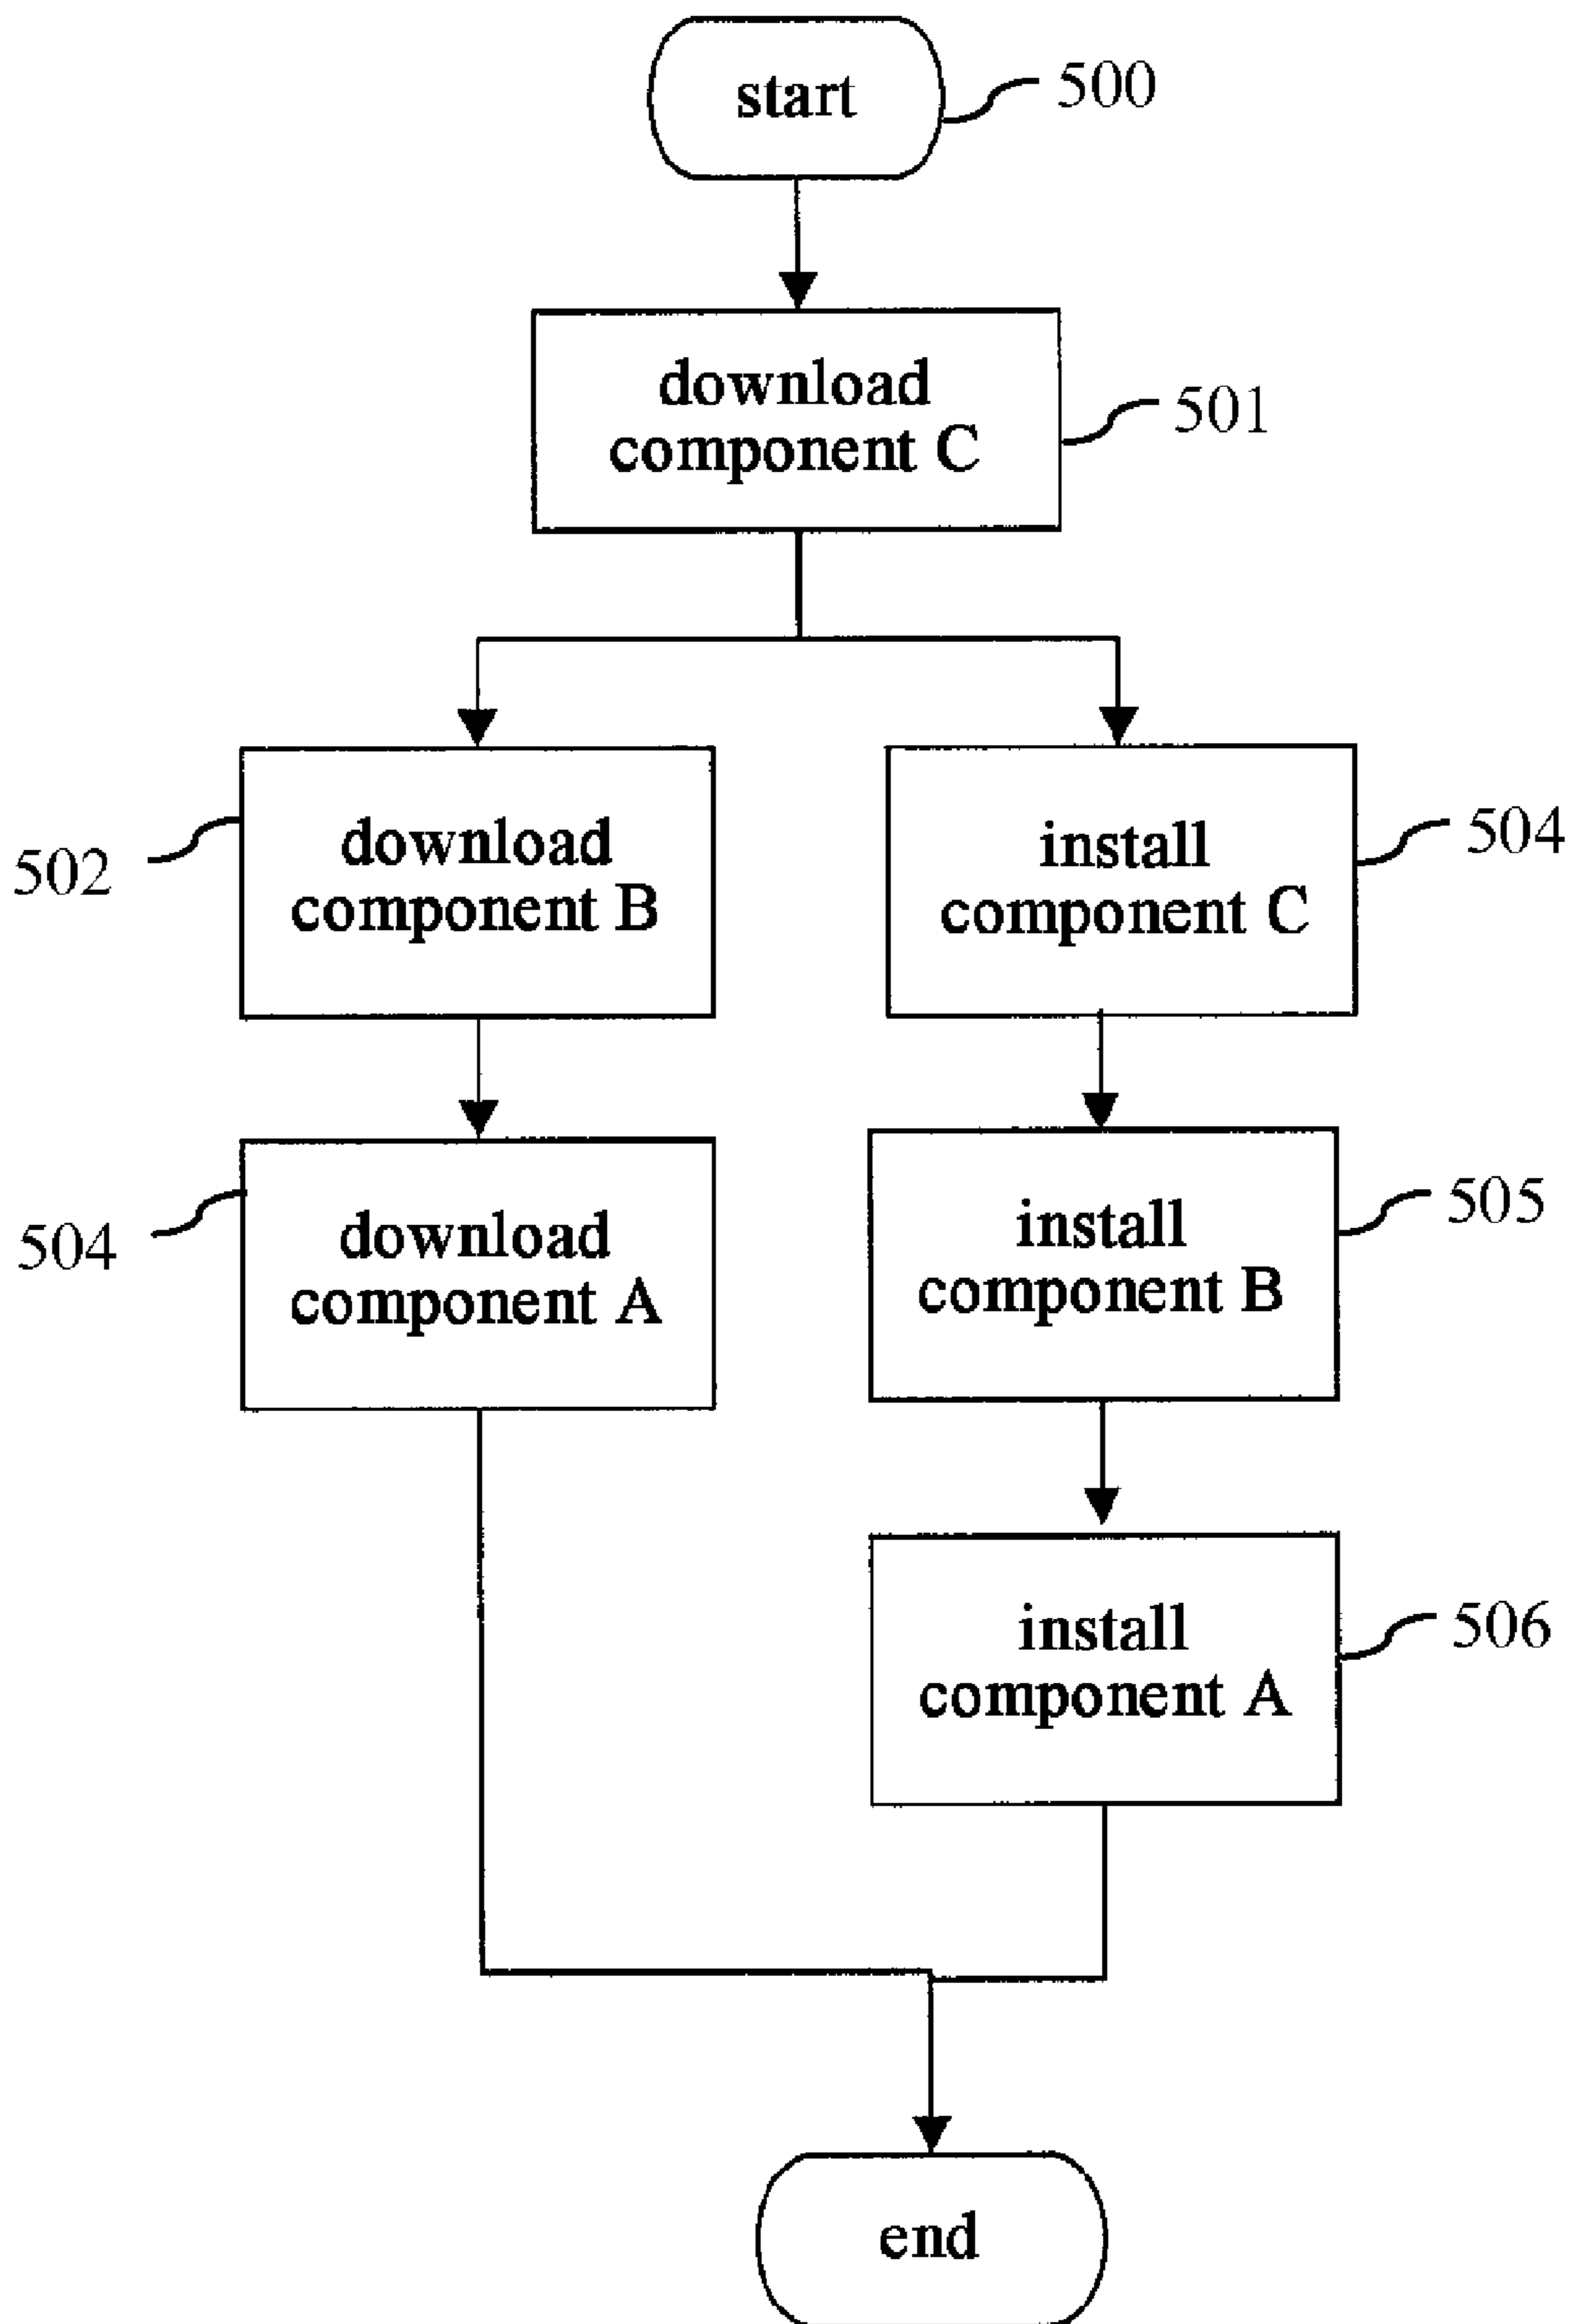 start
500
download
component C
501
502
download
component B
install
component C
504
504
download
component A
install
component B
505
install
component A
506
end